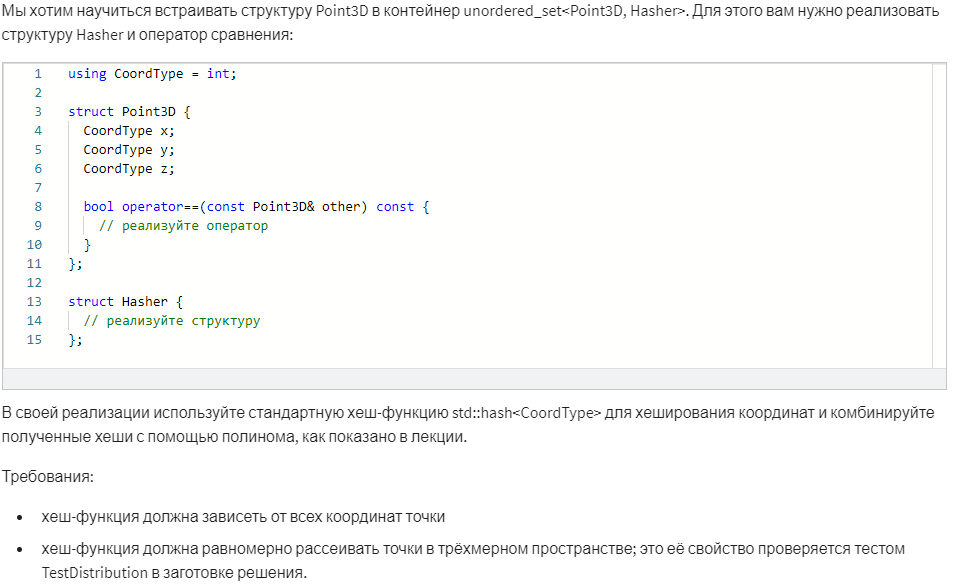 Мы хотим научиться встраивать структуру Point3D в контейнер unordered_set<Point3D, Hasher>. Для этого вам нужно реализовать
структуру Hasher и оператор сравнения:
1 using CoordType = int;
2
3 struct Point3D {
4 CoordType x;
5 CoordType y;
6 CoordType z;
7
8 bool operator==(const Point3D& other) const {
9 // реализуйте оператор
10 }
11 };
12
13 struct Hasher {
14 // реализуйте структуру
15 };
В своей реализации используйте стандартную хеш-функцию std::hash<CoordType> для хеширования координат и комбинируйте
полученные хеши с помощью полинома, как показано в лекции.
Требования:
• хеш-функция должна зависеть от всех координат точки
• хеш-функция должна равномерно рассеивать точки в трёхмерном пространстве; это её свойство проверяется тестом
TestDistribution в заготовке решения.